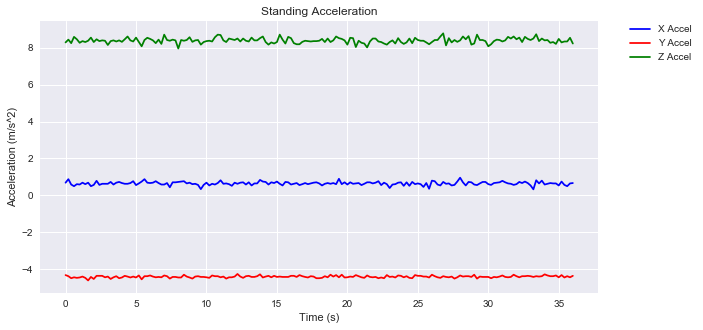 Standing Acceleration
X Accel
Y Accel
Z Accel
Acceleration (m/s^2)
8
6
4
2
0
−2
−4
0 5 10 15 20 25 30 35
Time (s)